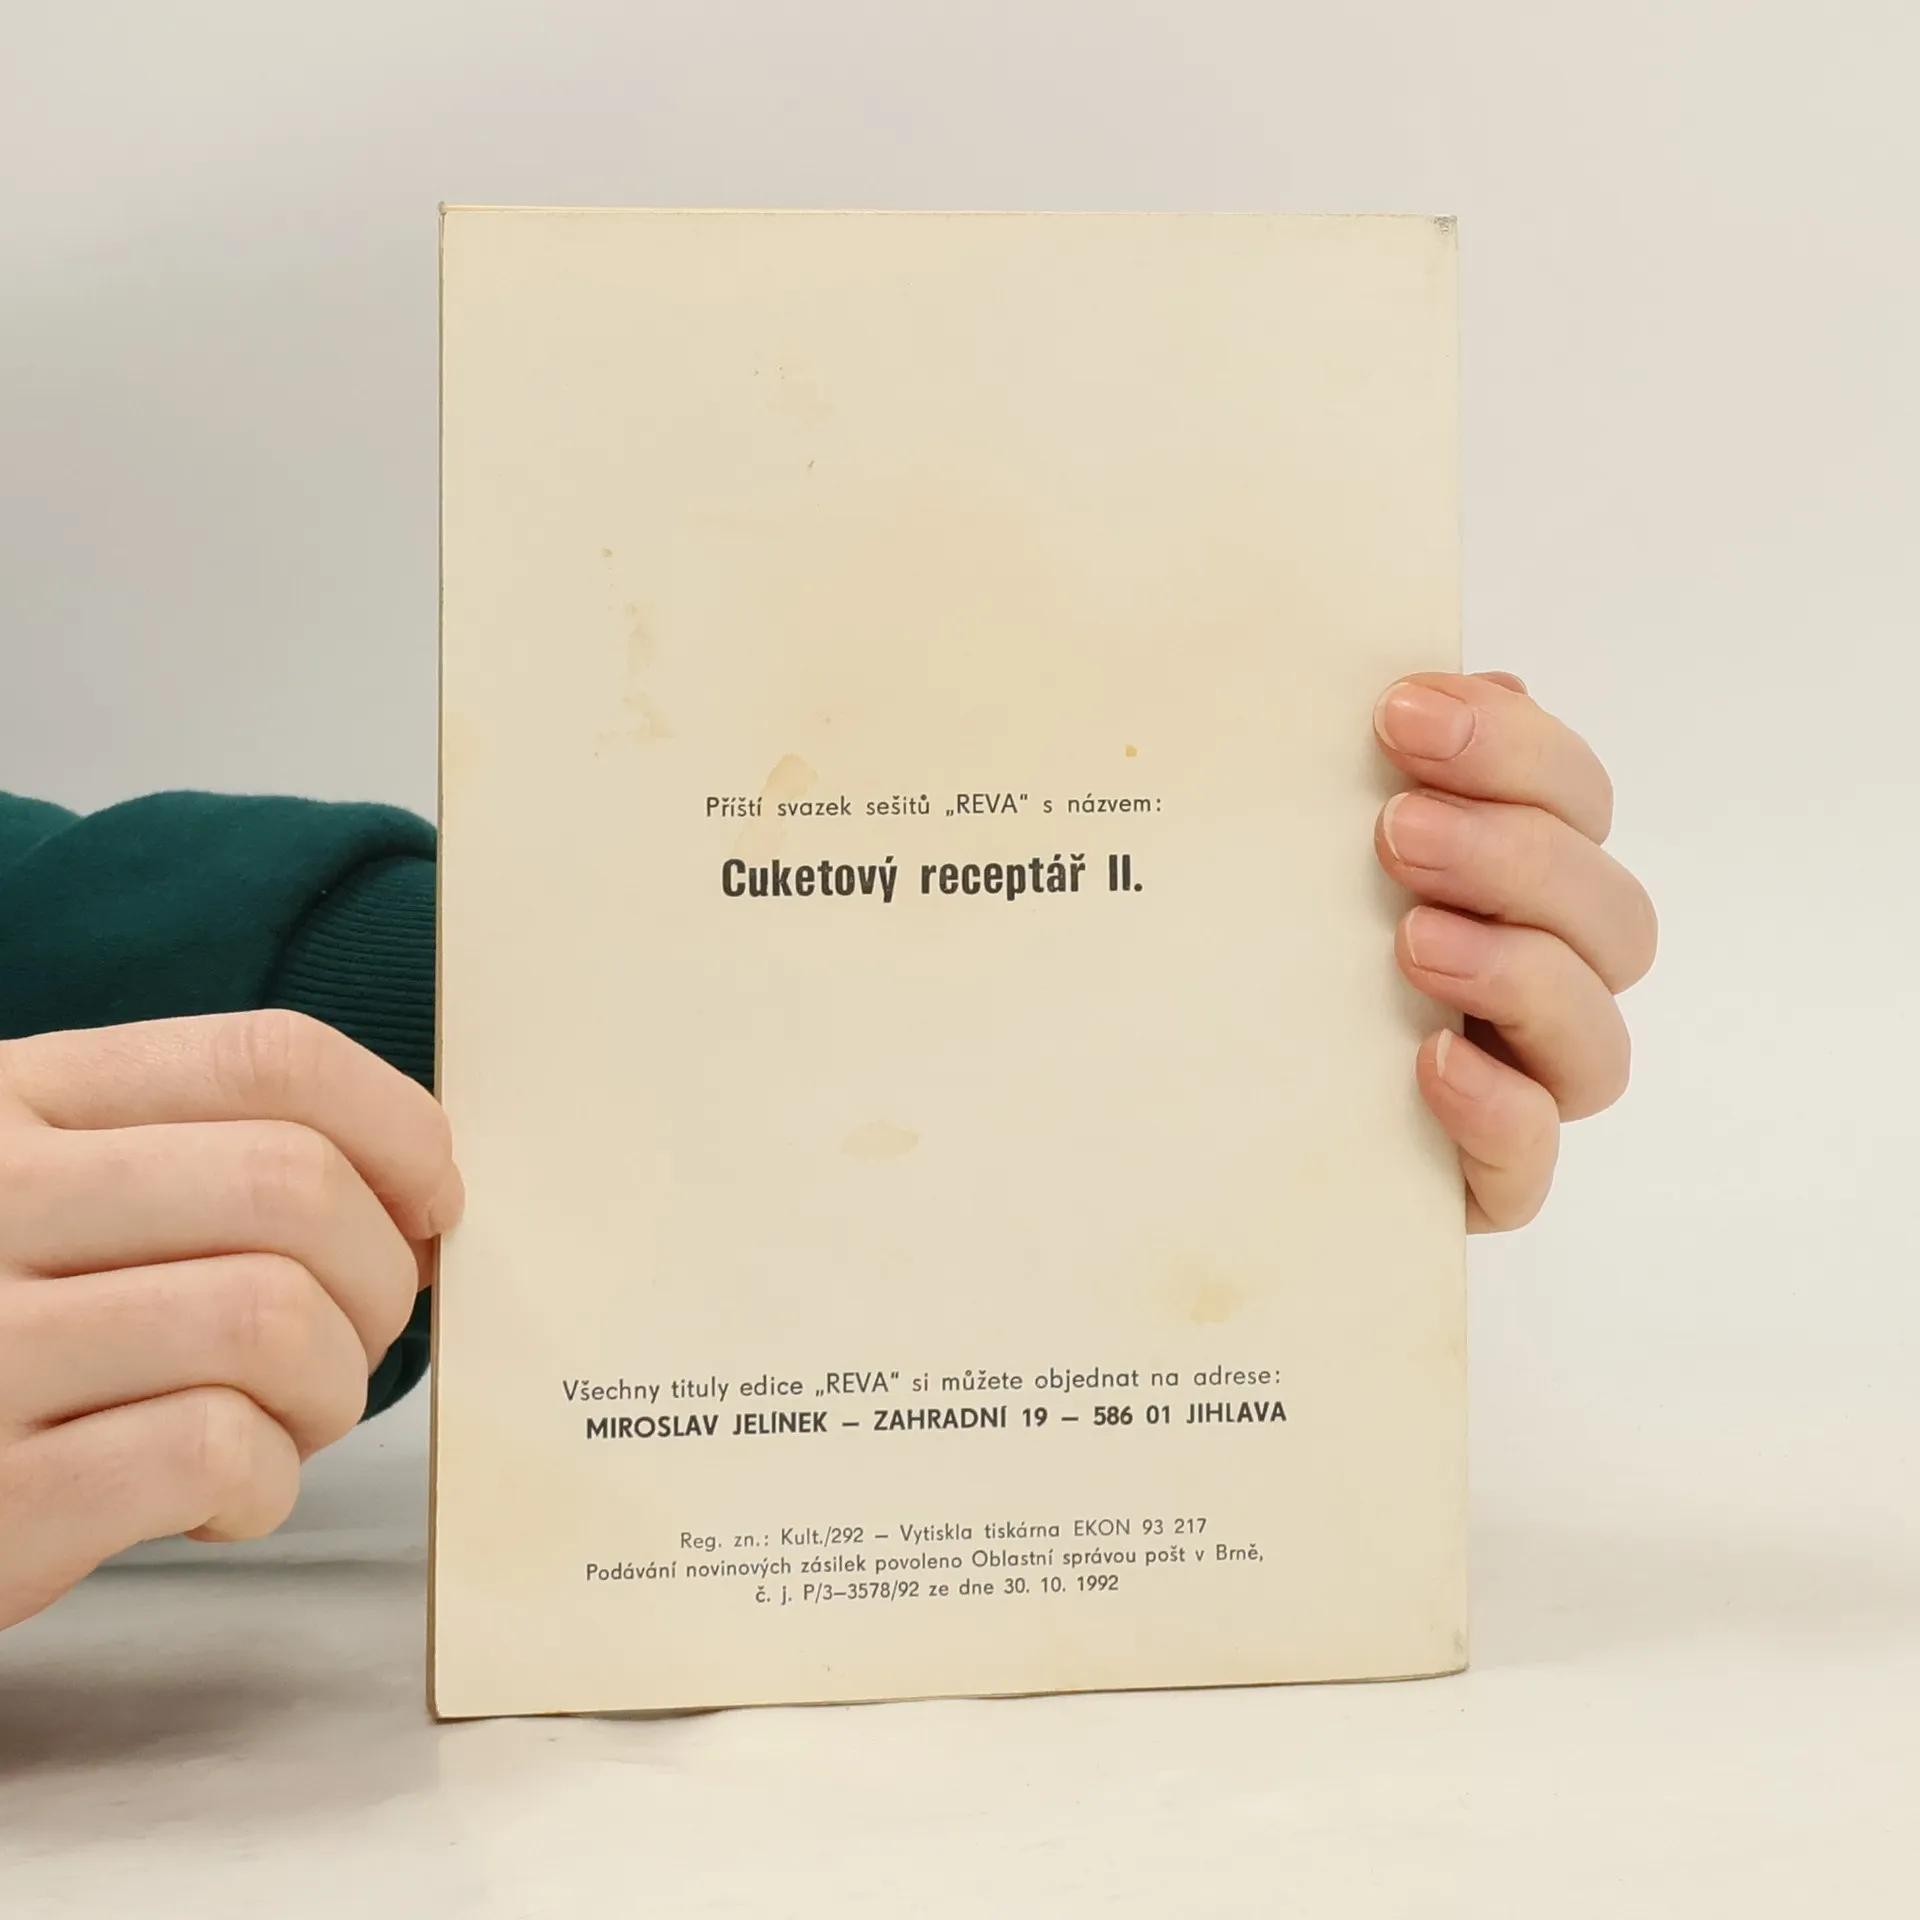 Příští svazek sešitů „REVA“ s názvem:
Cuketový receptář II.
Všechny tituly edice „REVA“ si můžete objednat na adrese:
MIROSLAV JELÍNEK — ZAHRADNÍ 19 — 586 01 JIHLAVA
Reg. zn.: Kult./292 — Vytiskla tiskárna EKON 93 217
Podávání novinových zásilek povoleno Oblastní správou pošt v Brně,
č. j. P/3—3578/92 ze dne 30. 10. 1992